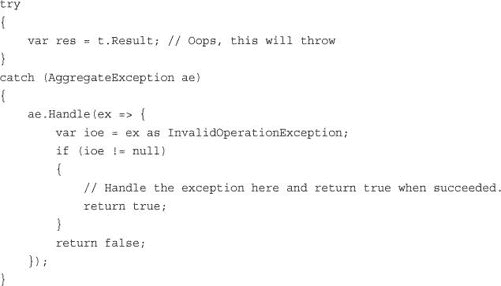 try
{
    var res = t.Result; // Oops, this will throw
}
catch (AggregateException ae)
{
    ae.Handle(ex => {
        var ioe = ex as InvalidOperationException;
        if (ioe != null)
        {
            // Handle the exception here and return true when succeeded.
            return true;
        }
        return false;
    });
}